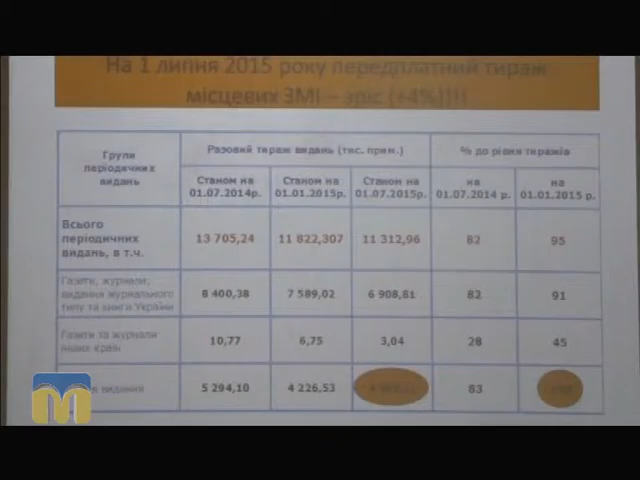 На 1 липня 2015 року передплатний тираж
місцевих ЗМІ – зріс (+4%)!!!
Групи
періодичних
видань
Разовий тираж видань (тис. прим.)
% до рівня тиражів
Станом на
01.07.2014р.
Станом на
01.01.2015р.
Станом на
01.07.2015р.
на
01.07.2014 р.
на
01.01.2015 р.
Всього
періодичних
видань, в т.ч.
13 705,24
11 822,307
11 312,96
82
95
Газети, журнали,
видання журнального
типу та книги України
8 400,38
7 589,02
6 908,81
82
91
Газети за журнали
інших країн
10,77
6,75
3,04
28
45
видання
5 294,10
4 226,53
83
М